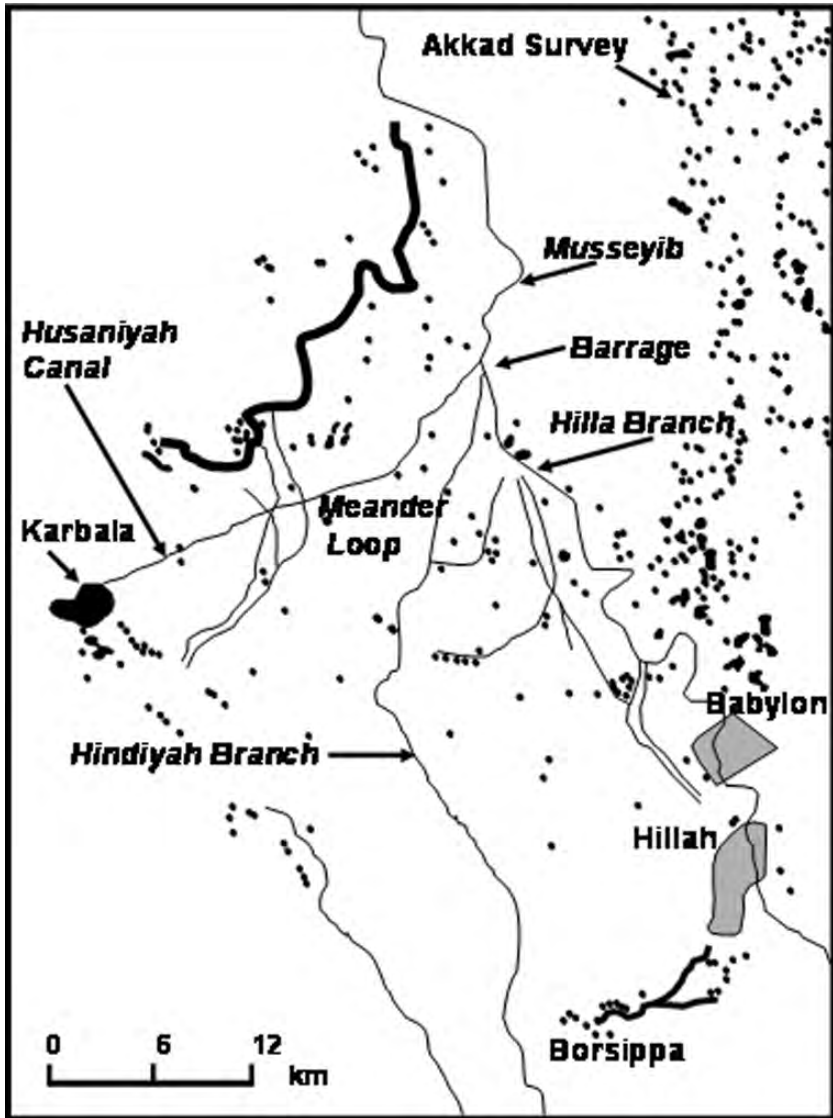 Akkad Survey
Musseyib
Husaniyah
Canal
Barrage
Hilla Branch
Meander
Loop
Karbala
Babylon
Hindiyah Branch
Hillah
0 6 12
km
Borsippa